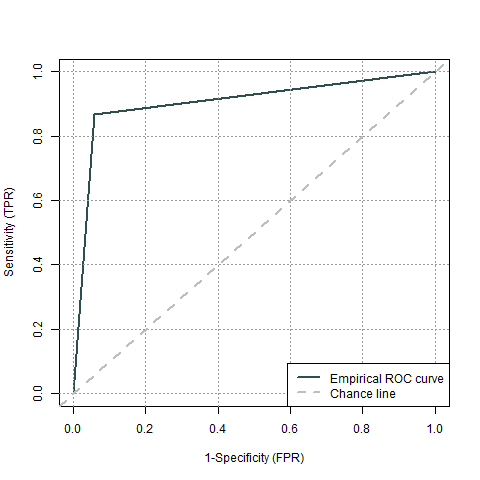 Sensitivity (TPR)
1.0
0.8
0.6
0.4
0.2
0.0
Empirical ROC curve
Chance line
0.0 0.2 0.4 0.6 0.8 1.0
1-Specificity (FPR)